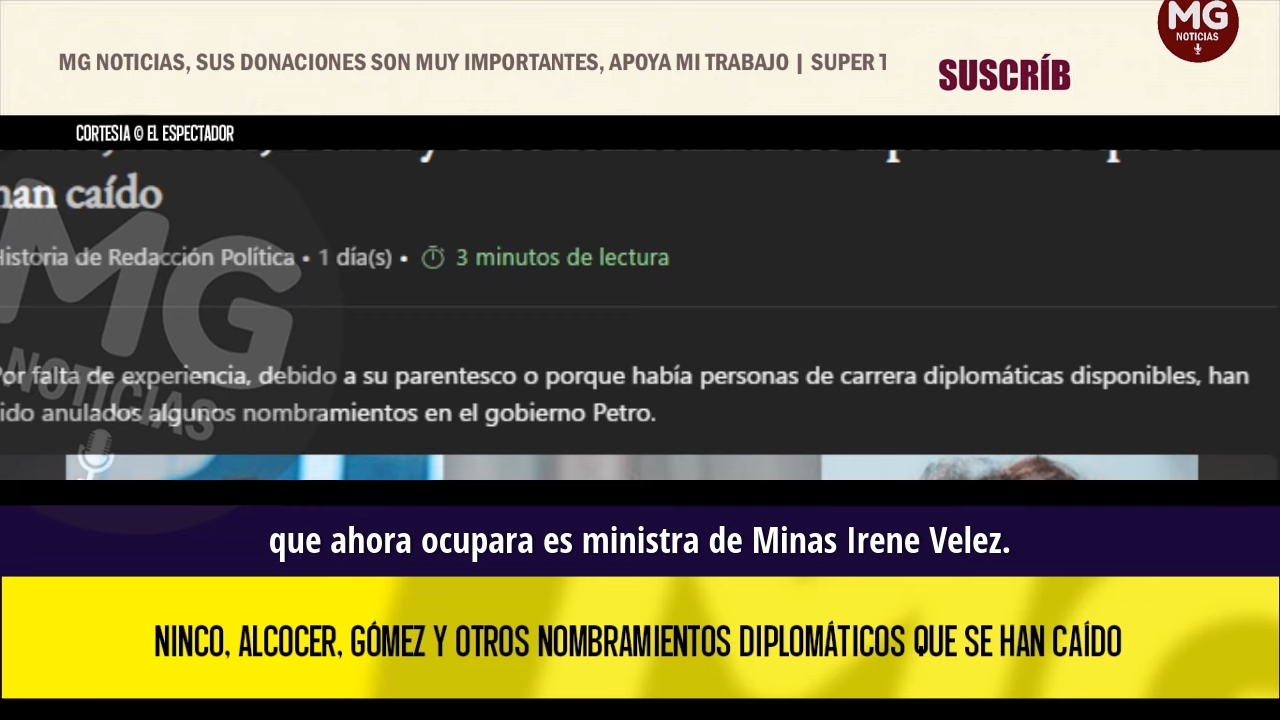 MG
NOTICIAS
MG NOTICIAS, SUS DONACIONES SON MUY IMPORTANTES, APOYA MI TRABAJO | SUPER T
SUSCRÍB
CORTESIA © EL ESPECTADOR
han caído
Historia de Redacción Política • 1 día(s) • 3 minutos de lectura
MG
NOTICIAS
Por falta de experiencia, debido a su parentesco o porque había personas de carrera diplomáticas disponibles, han
sido anulados algunos nombramientos en el gobierno Petro.
que ahora ocupara es ministra de Minas Irene Velez.
NINCO, ALCOCER, GÓMEZ Y OTROS NOMBRAMIENTOS DIPLOMÁTICOS QUE SE HAN CAÍDO